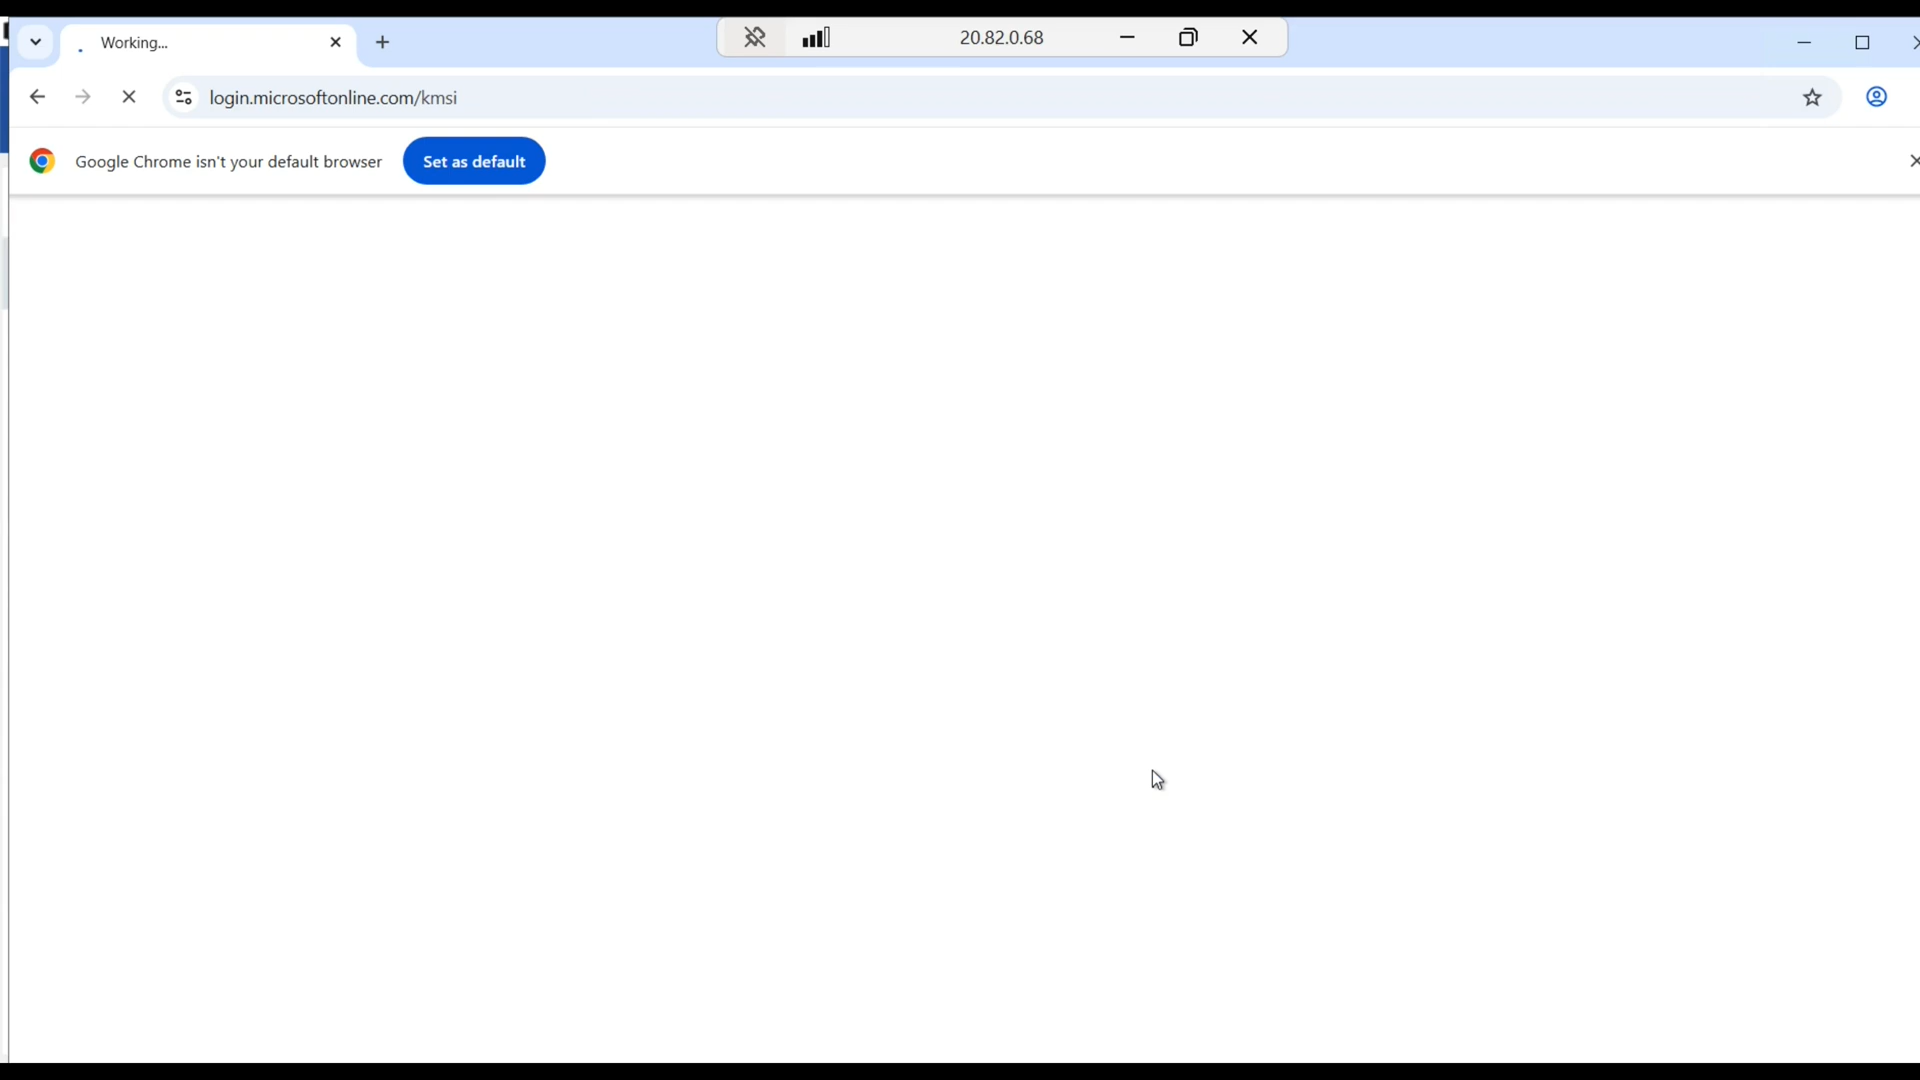 Working...
20.82.0.68
login.microsoftonline.com/kmsi
Google Chrome isn't your default browser
Set as default